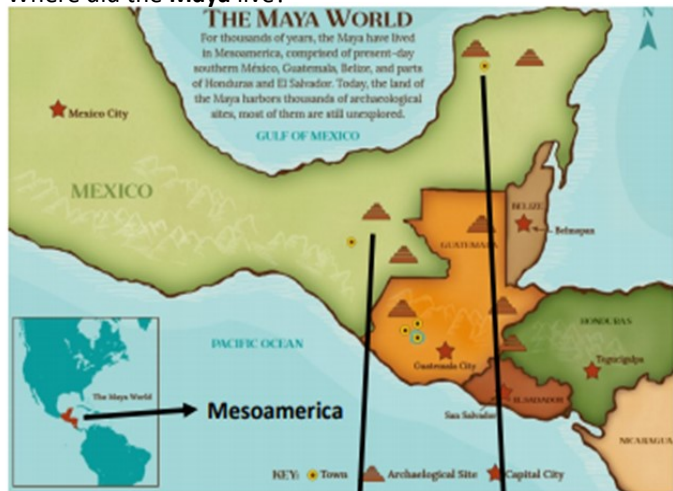 Where did the Maya live?
THE MAYA WORLD
For thousands of years, the Maya have lived
in Mesoamerica, comprised of present-day
southern México, Guatemala, Belize, and parts
of Honduras and El Salvador. Today, the land of
the Maya harbors thousands of archaeological
sites, most of them are still unexplored.
N
Mexico City
GULF OF MEXICO
MEXICO
BELIZE
Belmopan
GUATEMALA
HONDURAS
PACIFIC OCEAN
Guatemala City
Tegucigalpa
The Maya World
EL SALVADOR
Mesoamerica
San Salvador
NICARAGUA
KEY: Town Archaelogical Site Capital City